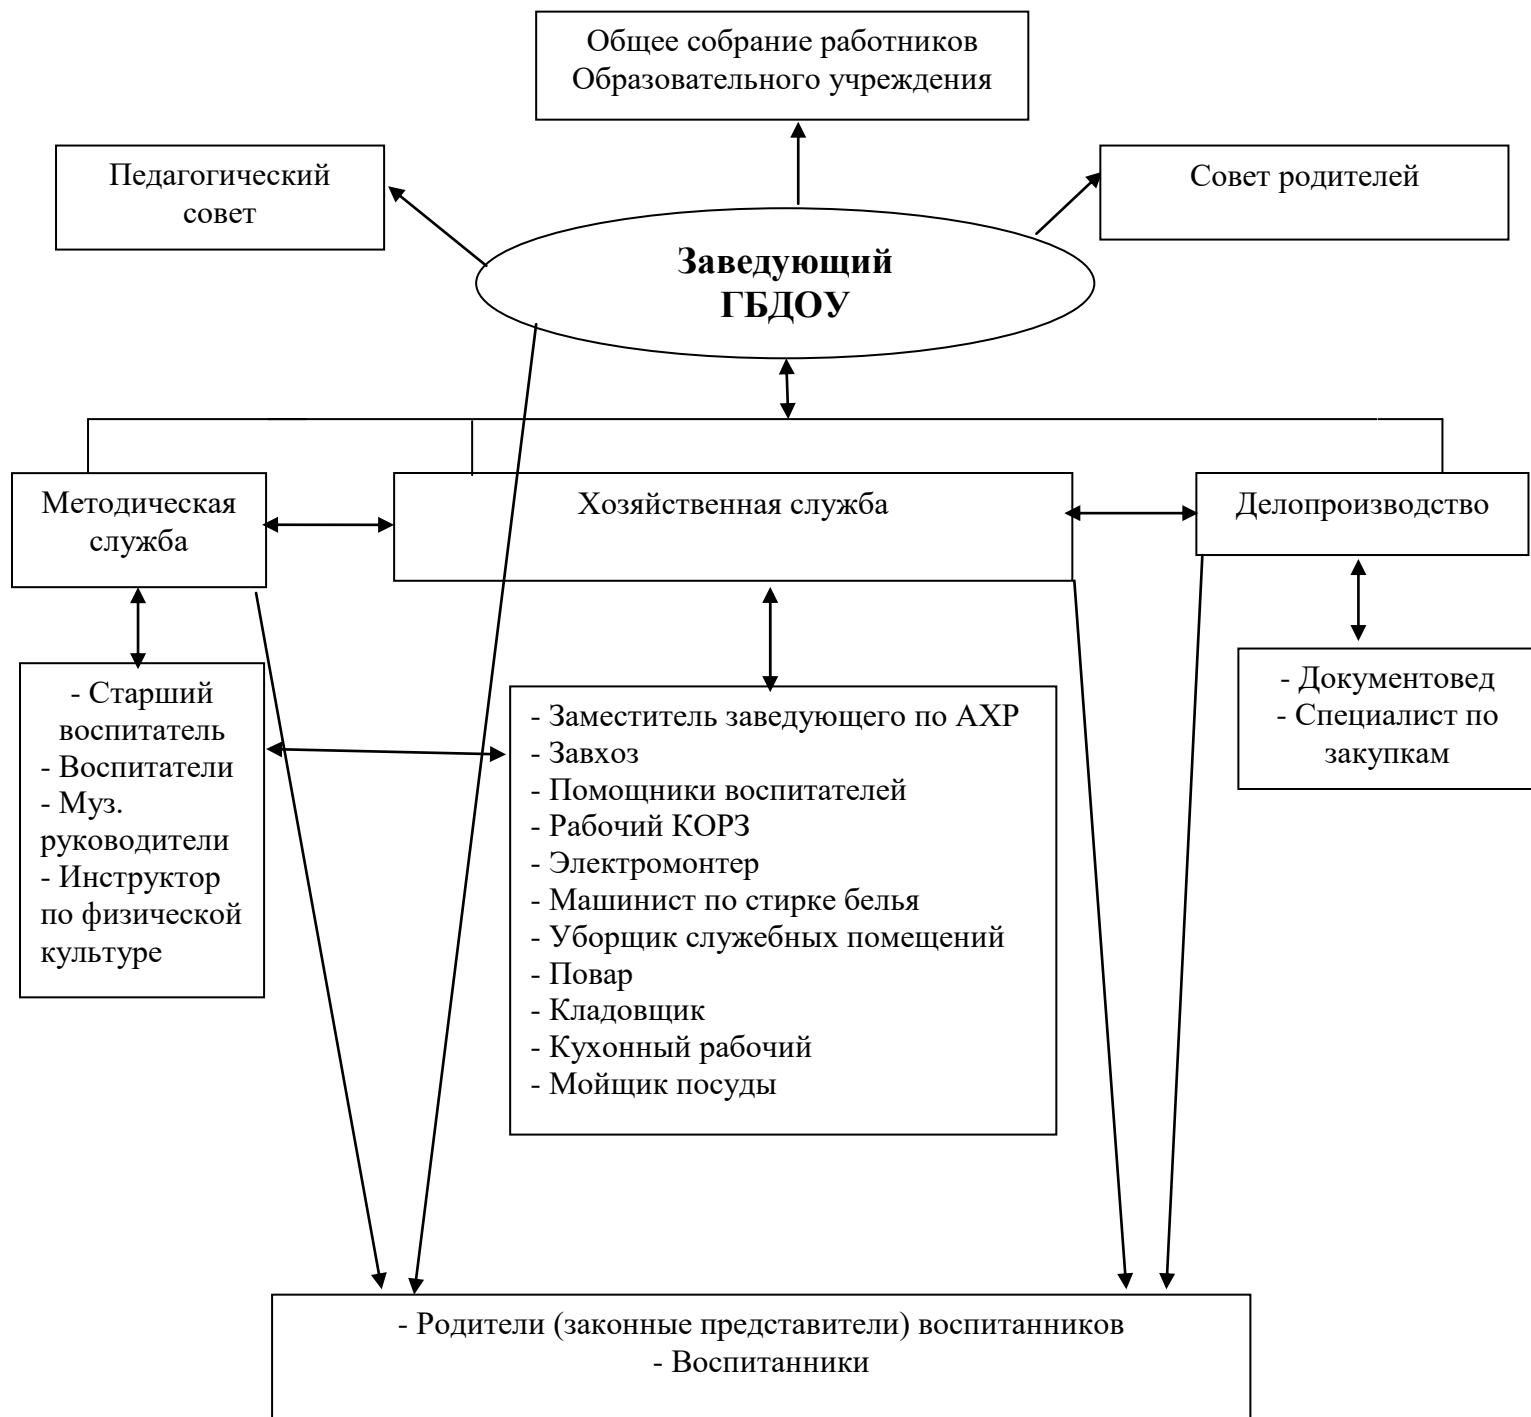 Общее собрание работников
Образовательного учреждения
Педагогический
совет
Совет родителей
Заведующий
ГБДОУ
Методическая
служба
Хозяйственная служба
Делопроизводство
- Старший
воспитатель
- Воспитатели
- Муз.
руководители
- Инструктор
по физической
культуре
- Заместитель заведующего по АХР
- Завхоз
- Помощники воспитателей
- Рабочий КОРЗ
- Электромонтер
- Машинист по стирке белья
- Уборщик служебных помещений
- Повар
- Кладовщик
- Кухонный рабочий
- Мойщик посуды
- Документовед
- Специалист по
закупкам
- Родители (законные представители) воспитанников
- Воспитанники